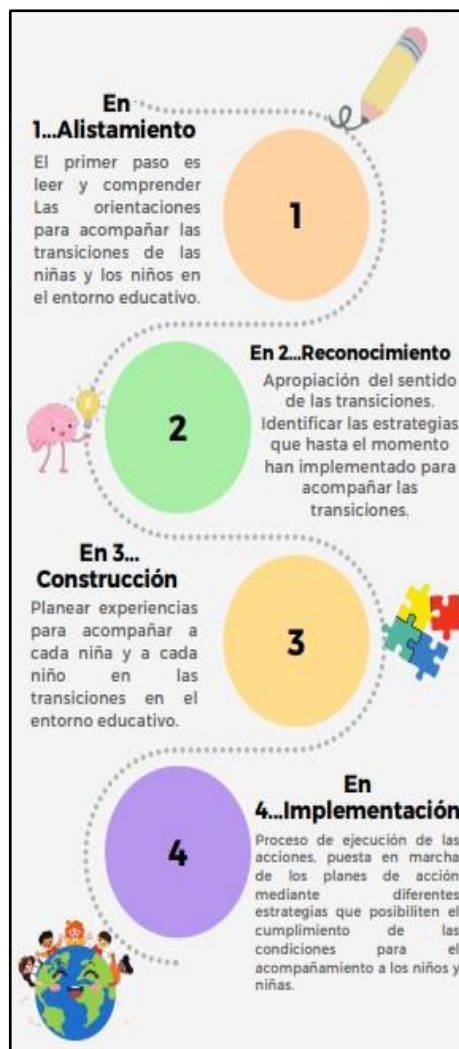 En
1...Alistamiento
El primer paso es
leer y comprender
Las orientaciones
para acompañar las
transiciones de las
niñas y los niños en
el entorno educativo.
1
En 2...Reconocimiento
Apropiación del sentido
de las transiciones.
Identificar las estrategias
que hasta el momento
han implementado para
acompañar las
transiciones.
2
En 3...
Construcción
Planear experiencias
para acompañar a
cada niña y a cada
niño en las
transiciones en el
entorno educativo.
3
En
4...Implementación
Proceso de ejecución de las
acciones, puesta en marcha
de los planes de acción
mediante diferentes
estrategias que posibiliten el
cumplimiento de las
condiciones para el
acompañamiento a los niños y
niñas.
4